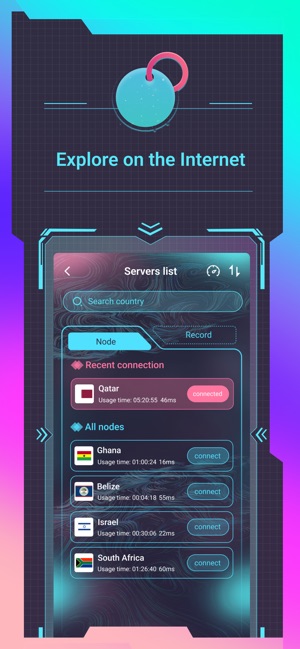 Explore on the Internet
Servers list
Search country
Node
Record
Recent connection
Qatar
Usage time: 05:20:55 46ms
connected
All nodes
Ghana
Usage time: 01:00:24 16ms
connect
Belize
Usage time: 00:04:18 55ms
connect
Israel
Usage time: 00:30:06 22ms
connect
South Africa
Usage time: 01:26:40 60ms
connect